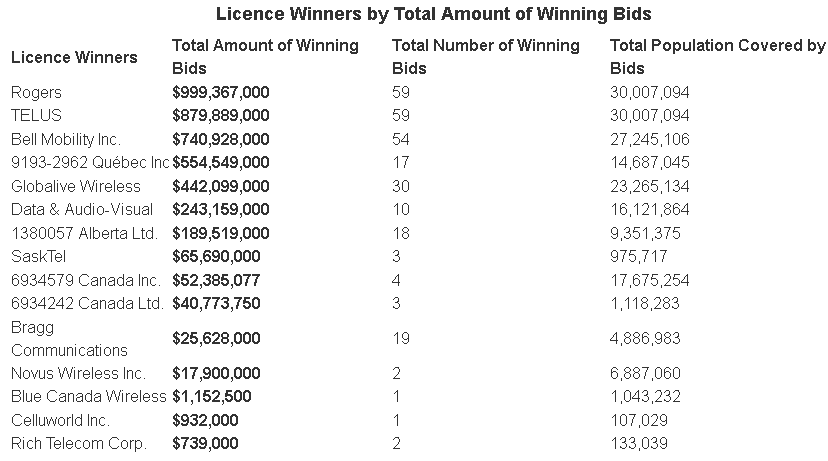 Licence Winners by Total Amount of Winning Bids
Licence Winners Total Amount of Winning Bids Total Number of Winning Bids Total Population Covered by Bids
Rogers $999,367,000 59 30,007,094
TELUS $879,889,000 59 30,007,094
Bell Mobility Inc. $740,928,000 54 27,245,106
9193-2962 Québec Inc $554,549,000 17 14,687,045
Globalive Wireless $442,099,000 30 23,265,134
Data & Audio-Visual $243,159,000 10 16,121,864
1380057 Alberta Ltd. $189,519,000 18 9,351,375
SaskTel $65,690,000 3 975,717
6934579 Canada Inc. $52,385,077 4 17,675,254
6934242 Canada Ltd. $40,773,750 3 1,118,283
Bragg Communications $25,628,000 19 4,886,983
Novus Wireless Inc. $17,900,000 2 6,887,060
Blue Canada Wireless $1,152,500 1 1,043,232
Celluworld Inc. $932,000 1 107,029
Rich Telecom Corp. $739,000 2 133,039